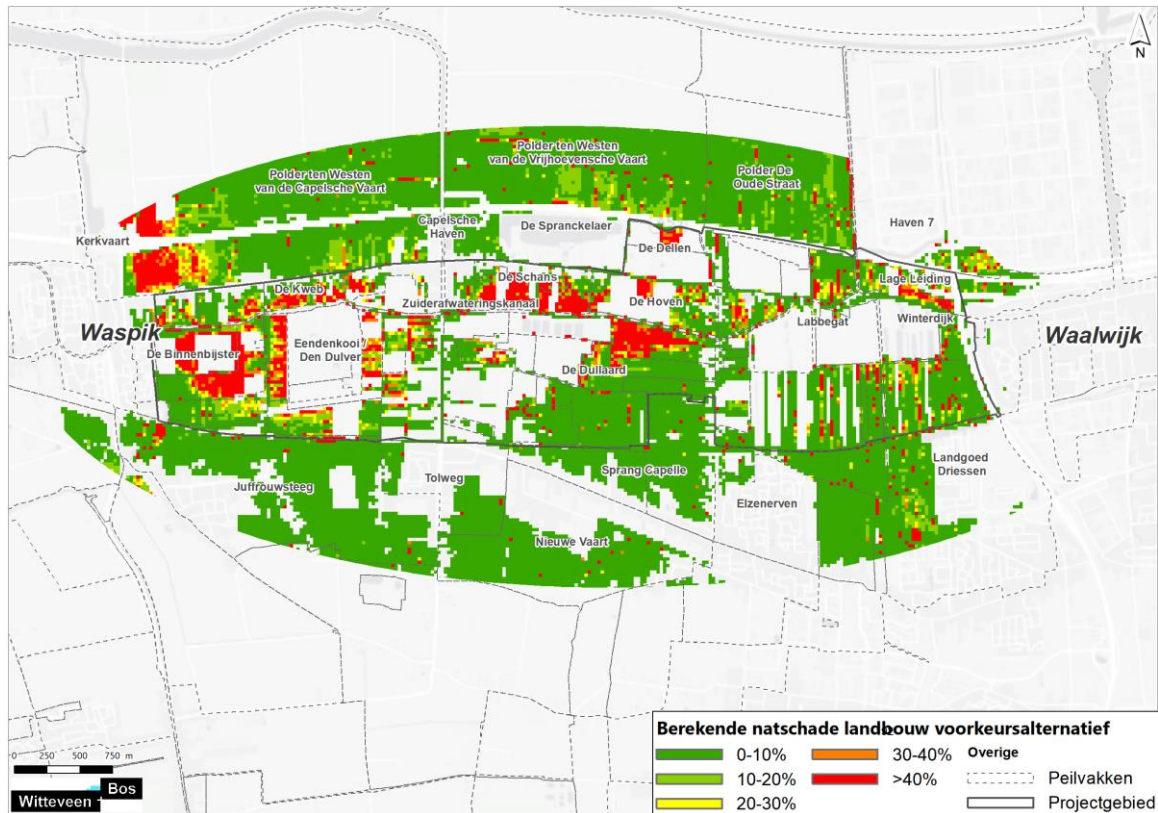 N
Polder ten Westen
van de Vrijhoevensche Vaart
Polder ten Westen
van de Capelsche Vaart
Polder De
Oude Straat
Kerkvaart
Capelsche
Haven
De Spranckelaer
Haven 7
De Dellen
De Schans
Lage Leiding
De Kweb
Zuiderafwateringskanaal
De Hoven
Labbegat
Winterdijk
Waspik
Waalwijk
De Binnenbijster
Eendenkooi
Den Dulver
De Dullaard
Juffrouwsteeg
Tolweg
Sprang Capelle
Elzenerven
Landgoed
Driessen
Nieuwe Vaart
0 250 500 750 m
Witteveen + Bos
Berekende natschade landbouw voorkeursalternatief
0-10%
10-20%
20-30%
30-40%
>40%
Overige
Peilvakken
Projectgebied